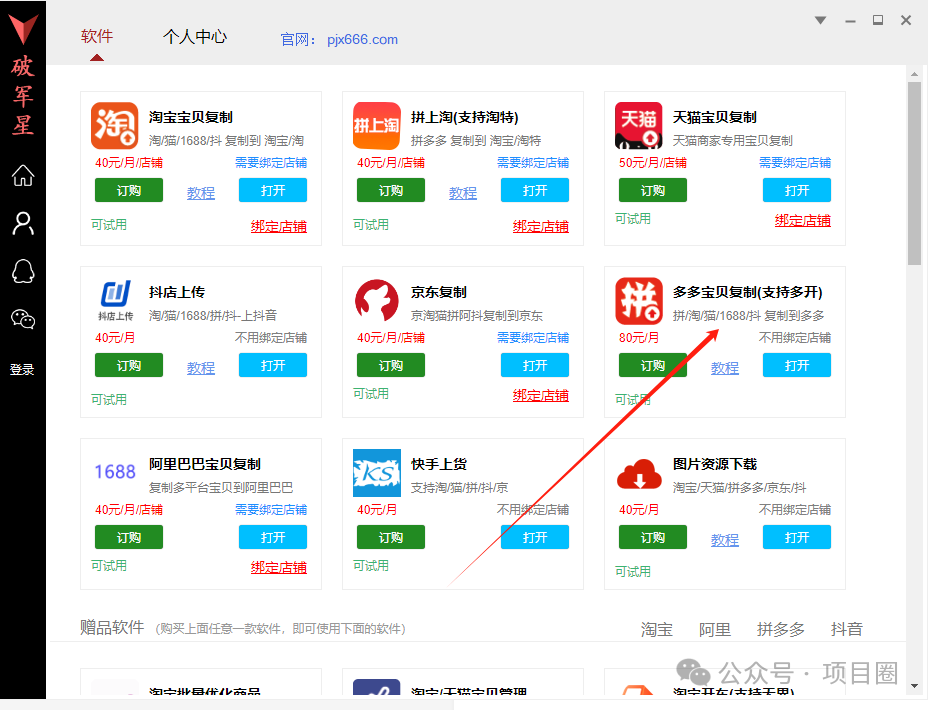 软件 个人中心 官网： pjx666.com
破
军
星
登录
淘宝宝贝复制
淘/猫/1688/抖 复制到 淘宝/淘
40元/月/店铺 需要绑定店铺
订购 教程 打开
可试用 绑定店铺
拼上淘
拼上淘(支持淘特)
拼多多 复制到 淘宝/淘特
40元/月/店铺 需要绑定店铺
订购 教程 打开
可试用 绑定店铺
天猫
天猫宝贝复制
天猫商家专用宝贝复制
50元/月/店铺 需要绑定店铺
订购 打开
可试用 绑定店铺
抖店上传
抖店上传
淘/猫/1688/拼/抖-上抖音
40元/月 不用绑定店铺
订购 教程 打开
可试用
京东复制
京淘猫拼阿抖复制到京东
40元/月/店铺 需要绑定店铺
订购 打开
可试用 绑定店铺
拼
多多宝贝复制(支持多开)
拼/淘/猫/1688/抖 复制到多多
80元/月 不用绑定店铺
订购 教程 打开
可试用
1688
阿里巴巴宝贝复制
复制多平台宝贝到阿里巴巴
40元/月/店铺 需要绑定店铺
订购 打开
可试用 绑定店铺
KS
快手上货
支持淘/猫/拼/抖/京
40元/月 不用绑定店铺
订购 打开
可试用
图片资源下载
淘宝/天猫/拼多多/京东/抖
40元/月 不用绑定店铺
订购 教程 打开
可试用
赠品软件 (购买上面任意一款软件，即可使用下面的软件) 淘宝 阿里 拼多多 抖音
淘宝批量优化商品
淘宝/天猫宝贝管理
淘宝开车(支持无界)
公众号 · 项目圈